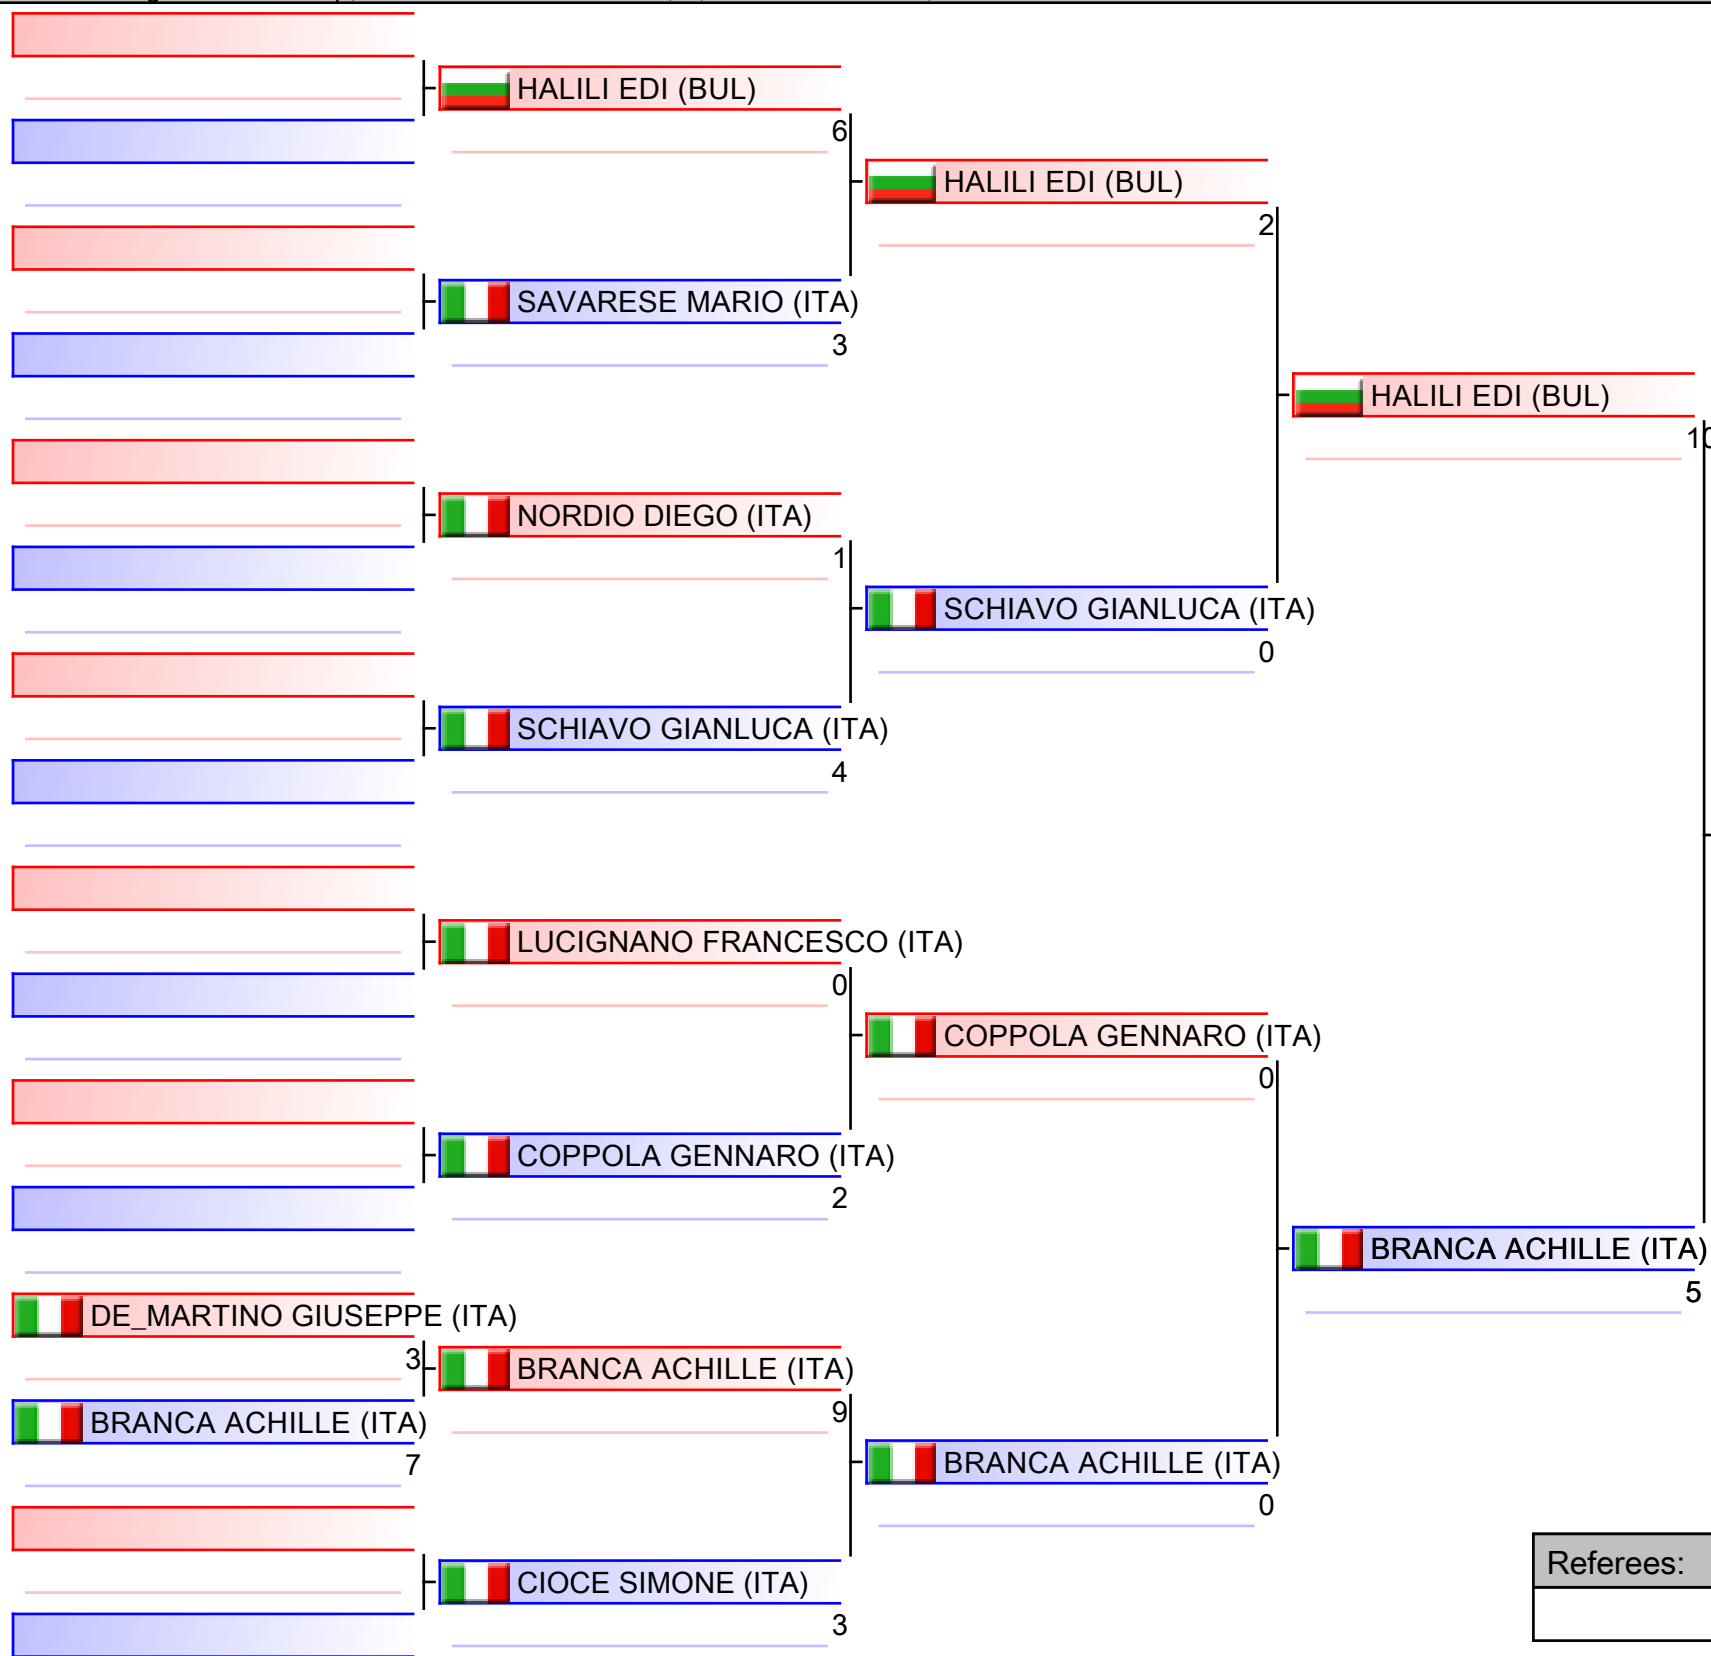 HALILI EDI (BUL)
6
HALILI EDI (BUL)
2
SAVARESE MARIO (ITA)
3
HALILI EDI (BUL)
10
NORDIO DIEGO (ITA)
1
SCHIAVO GIANLUCA (ITA)
0
SCHIAVO GIANLUCA (ITA)
4
LUCIGNANO FRANCESCO (ITA)
0
COPPOLA GENNARO (ITA)
0
COPPOLA GENNARO (ITA)
2
BRANCA ACHILLE (ITA)
5
DE_MARTINO GIUSEPPE (ITA)
3
BRANCA ACHILLE (ITA)
9
BRANCA ACHILLE (ITA)
7
BRANCA ACHILLE (ITA)
0
CIOCE SIMONE (ITA)
3
Referees: